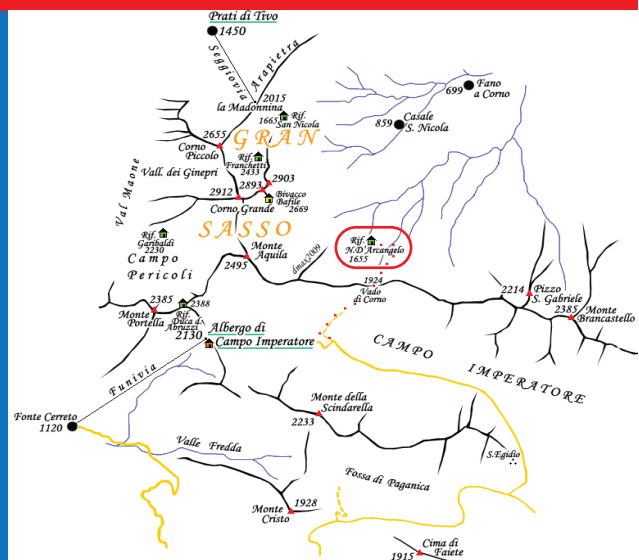 Prati di Tivo
1450
Seggiovia
Arapietra
2015
la Madonnina
1665
Rif.
San Nicola
699
Fano
a Corno
859
Casale
S. Nicola
2655
GRAN
Corno
Piccolo
Rif.
Franchetti
2433
Vall. dei Ginepri
2903
2893
2912
Bivacco
Bafile
2669
Corno Grande
Val Maone
SASSO
Rif.
Garibaldi
2230
Campo
Pericoli
Monte
Aquila
2495
dmax2009
Rif.
N.D'Arcangelo
1655
1924
Vado
di Corno
2214
Pizzo
S. Gabriele
2385
Monte
Brancastello
2385
2388
Monte
Portella
Rif.
Duca d.
Abruzzi
2130
Albergo di
Campo Imperatore
CAMPO
IMPERATORE
Funivia
Fonte Cerreto
1120
Monte della
Scindarella
2233
Valle Fredda
S.Egidio
Fossa di Paganica
1928
Monte
Cristo
Cima di
Faiete
1915